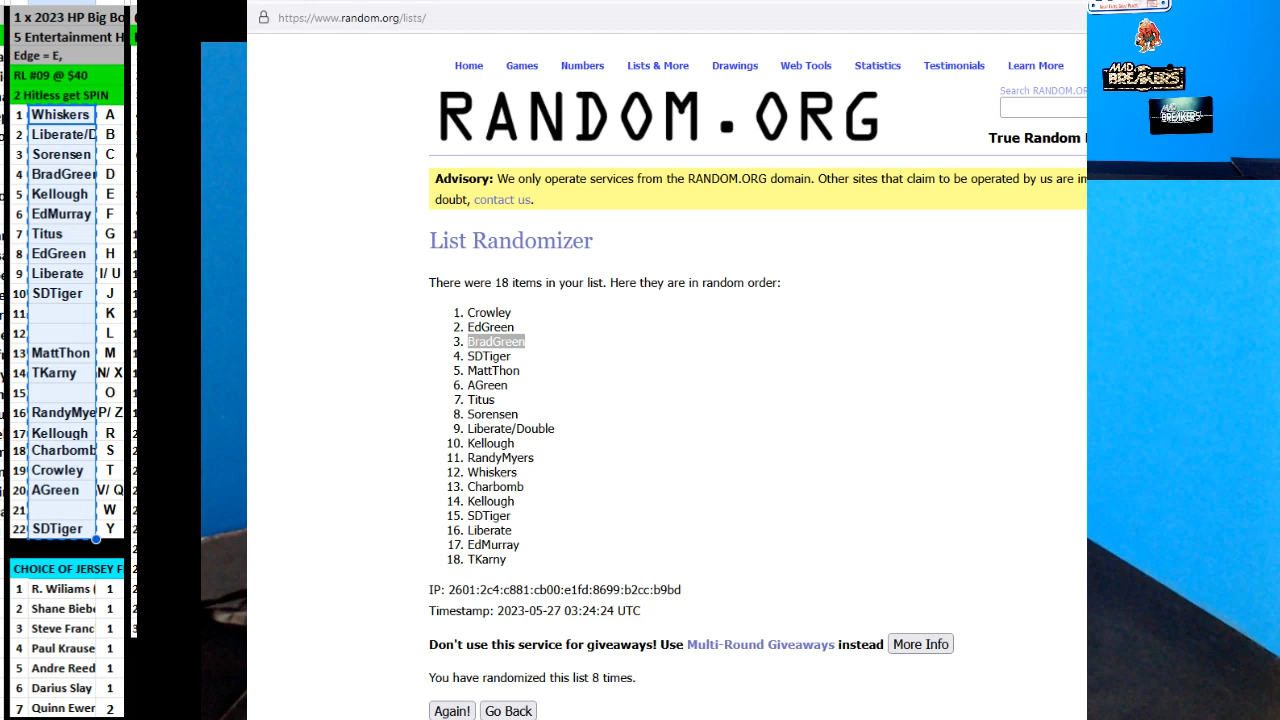 1 x 2023 HP Big Bo
5 Entertainment H
Edge = E,
RL #09 @ $40
2 Hitless get SPIN
1 Whiskers A
2 Liberate/D B
3 Sorensen C
4 BradGreen D
5 Kellough E
6 EdMurray F
7 Titus G
8 EdGreen H
9 Liberate I/ U
10 SDTiger J
11 K
12 L
13 MattThon M
14 TKarny N/ X
15 O
16 RandyMye P/ Z
17 Kellough R
18 Charbomb S
19 Crowley T
20 AGreen V/ Q
21 W
22 SDTiger Y
CHOICE OF JERSEY F
1 R. Wiliams ( 1
2 Shane Biebe 1
3 Steve Franc 1
4 Paul Krause 1
5 Andre Reed 1
6 Darius Slay 1
7 Quinn Ewer 2
https://www.random.org/lists/
Home Games Numbers Lists & More Drawings Web Tools Statistics Testimonials Learn More
Search RANDOM.OR
RANDOM.ORG
True Random
Advisory: We only operate services from the RANDOM.ORG domain. Other sites that claim to be operated by us are im
doubt, contact us.
List Randomizer
There were 18 items in your list. Here they are in random order:
1. Crowley
2. EdGreen
3. BradGreen
4. SDTiger
5. MattThon
6. AGreen
7. Titus
8. Sorensen
9. Liberate/Double
10. Kellough
11. RandyMyers
12. Whiskers
13. Charbomb
14. Kellough
15. SDTiger
16. Liberate
17. EdMurray
18. TKarny
IP: 2601:2c4:c881:cb00:e1fd:8699:b2cc:b9bd
Timestamp: 2023-05-27 03:24:24 UTC
Don't use this service for giveaways! Use Multi-Round Giveaways instead More Info
You have randomized this list 8 times.
Again! Go Back
MAD
BREAKERS
MAD
BREAKERS